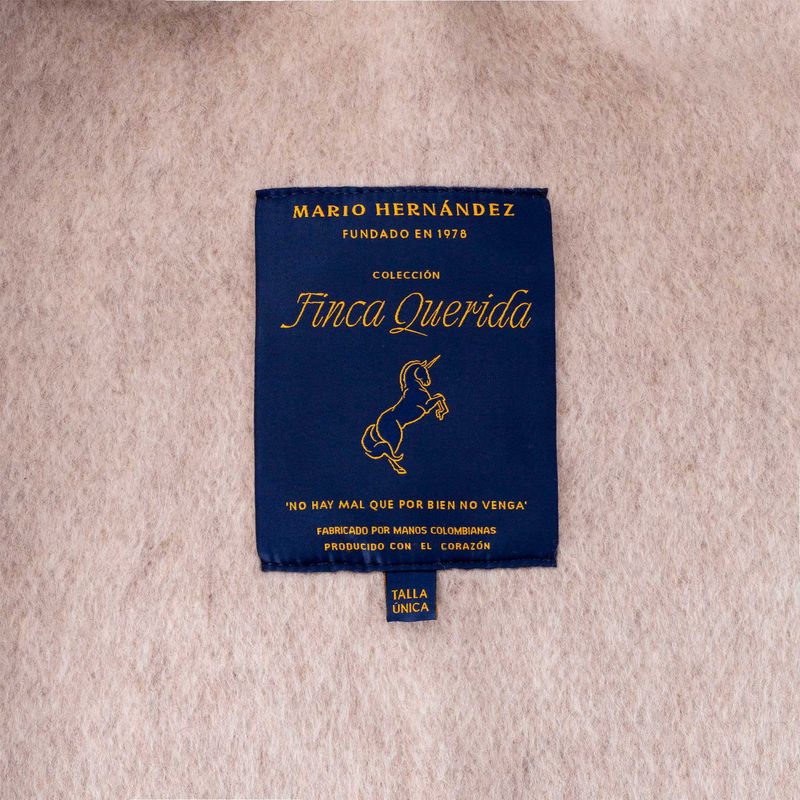 MARIO HERNÁNDEZ
FUNDADO EN 1978
COLECCIÓN
Finca Querida
'NO HAY MAL QUE POR BIEN NO VENGA'
FABRICADO POR MANOS COLOMBIANAS
PRODUCIDO CON EL CORAZÓN
TALLA
ÚNICA